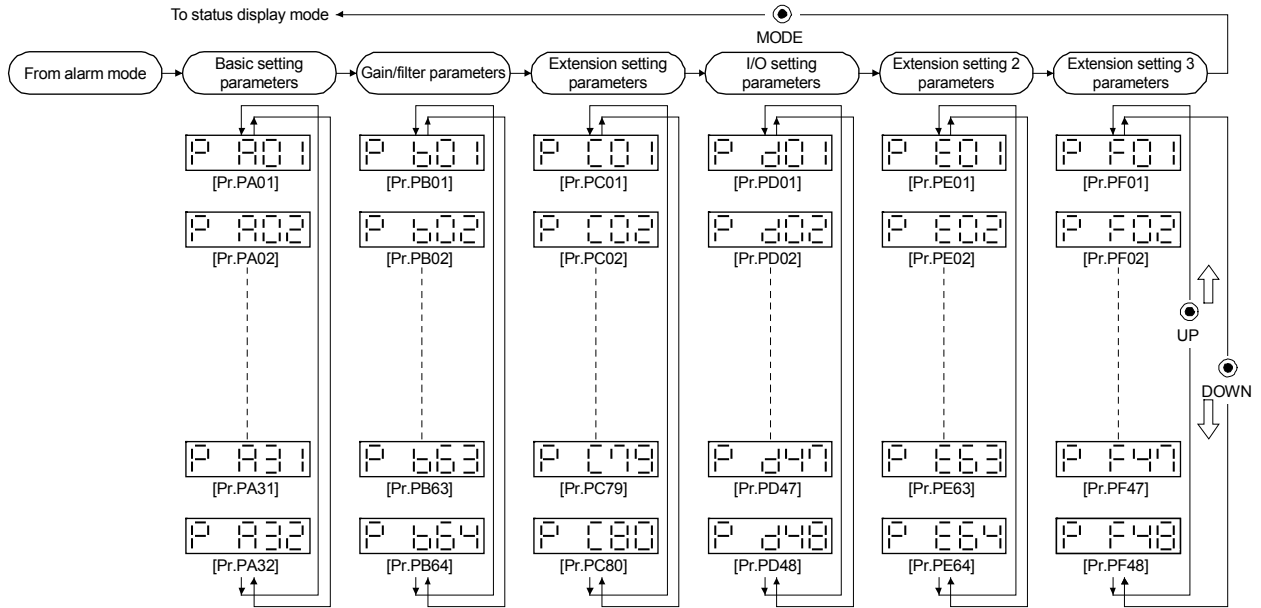 To status display mode
MODE
From alarm mode
Basic setting
parameters
Gain/filter parameters
Extension setting
parameters
I/O setting
parameters
Extension setting 2
parameters
Extension setting 3
parameters
P A01 P b01 P C01 P d01 P E01 P F01
[Pr.PA01] [Pr.PB01] [Pr.PC01] [Pr.PD01] [Pr.PE01] [Pr.PF01]
P A02 P b02 P C02 P d02 P E02 P F02
[Pr.PA02] [Pr.PB02] [Pr.PC02] [Pr.PD02] [Pr.PE02] [Pr.PF02]
UP
DOWN
P A31 P b63 P C79 P d47 P E63 P F47
[Pr.PA31] [Pr.PB63] [Pr.PC79] [Pr.PD47] [Pr.PE63] [Pr.PF47]
P A32 P b64 P C80 P d48 P E64 P F48
[Pr.PA32] [Pr.PB64] [Pr.PC80] [Pr.PD48] [Pr.PE64] [Pr.PF48]